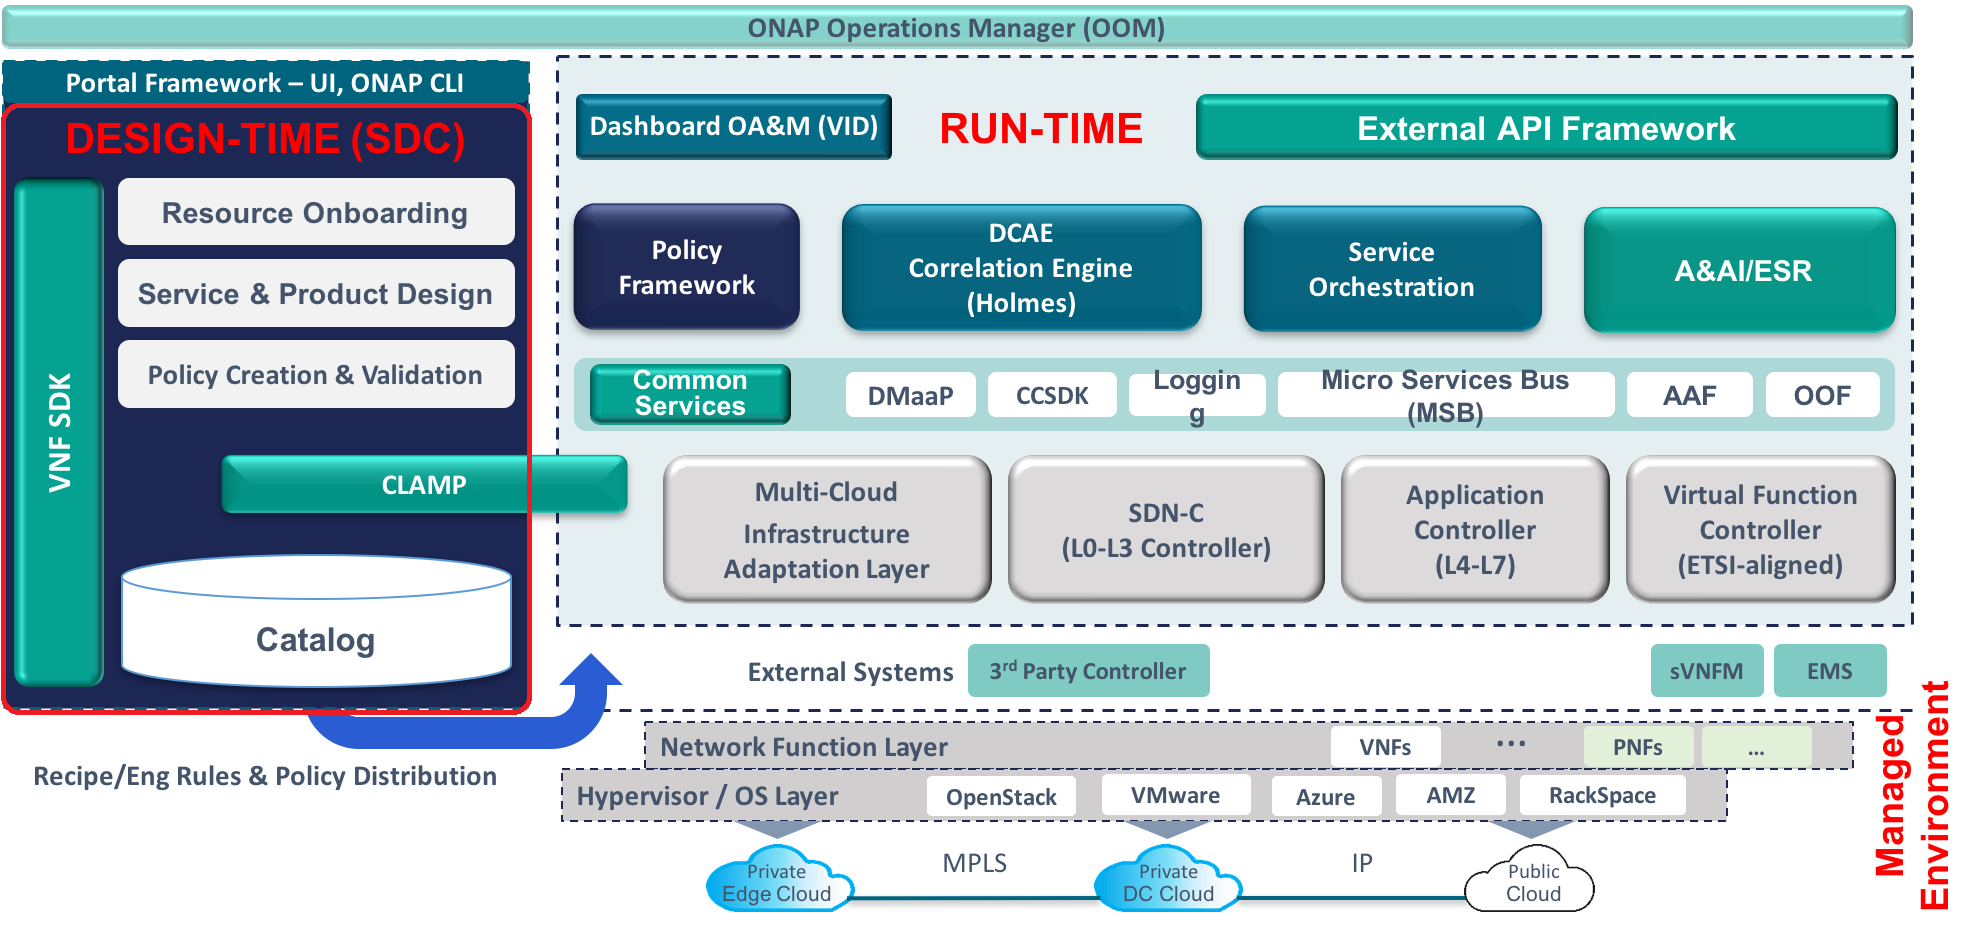 ONAP Operations Manager (OOM)
Portal Framework – UI, ONAP CLI
DESIGN-TIME (SDC)
VNF SDK
Resource Onboarding
Service & Product Design
Policy Creation & Validation
CLAMP
Catalog
Recipe/Eng Rules & Policy Distribution
Dashboard OA&M (VID)
RUN-TIME
External API Framework
Policy
Framework
DCAE
Correlation Engine
(Holmes)
Service
Orchestration
A&AI/ESR
Common
Services
DMaaP
CCSDK
Loggin
g
Micro Services Bus
(MSB)
AAF
OOF
Multi-Cloud
Infrastructure
Adaptation Layer
SDN-C
(L0-L3 Controller)
Application
Controller
(L4-L7)
Virtual Function
Controller
(ETSI-aligned)
External Systems
3rd Party Controller
sVNFM
EMS
Network Function Layer
VNFs
...
PNFs
...
Hypervisor / OS Layer
OpenStack
VMware
Azure
AMZ
RackSpace
Private
Edge Cloud
MPLS
Private
DC Cloud
IP
Public
Cloud
Managed
Environment